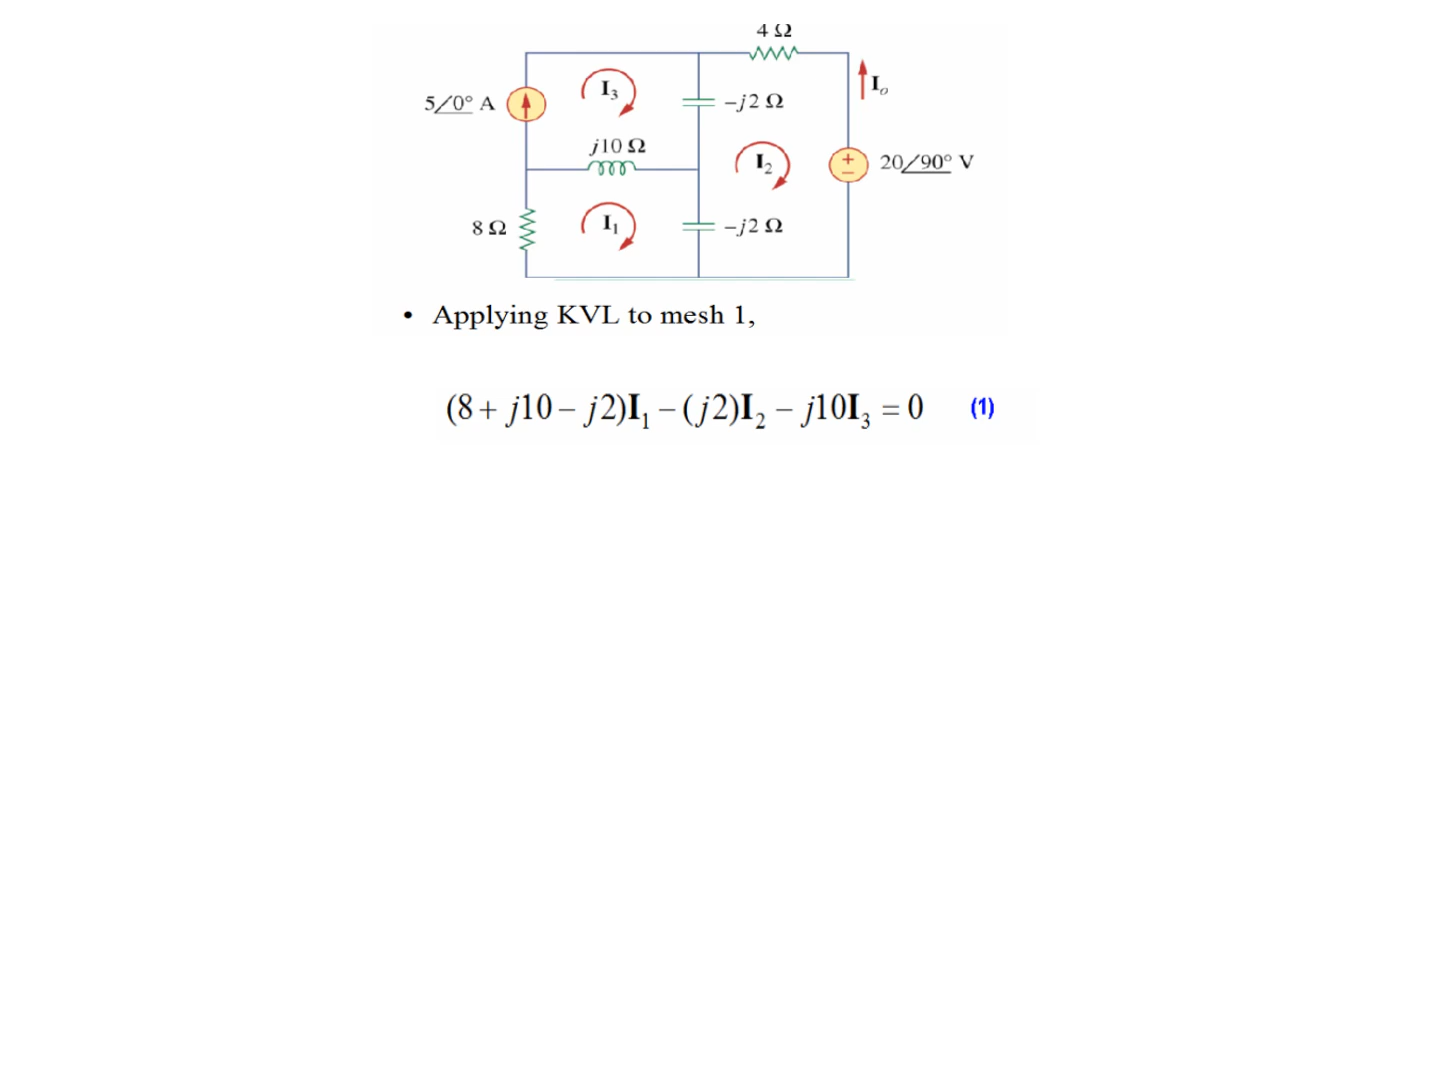 4 Ω
I₃
Iₒ
5∠0° A
−j2 Ω
j10 Ω
I₂
20∠90° V
+
−
8 Ω
I₁
−j2 Ω
• Applying KVL to mesh 1,
(8 + j10 − j2)I₁ − (j2)I₂ − j10I₃ = 0 (1)